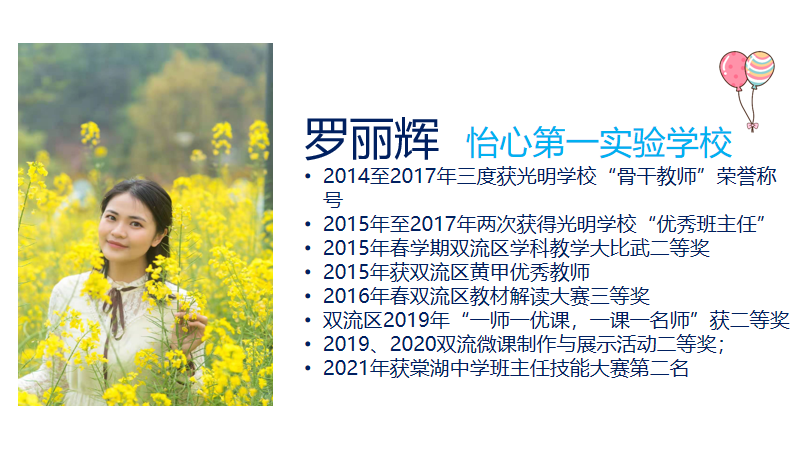 罗丽辉 怡心第一实验学校
• 2014至2017年三度获光明学校“骨干教师”荣誉称
号
• 2015年至2017年两次获得光明学校“优秀班主任”
• 2015年春学期双流区学科教学大比武二等奖
• 2015年获双流区黄甲优秀教师
• 2016年春双流区教材解读大赛三等奖
• 双流区2019年“一师一优课，一课一名师”获二等奖
• 2019、2020双流微课制作与展示活动二等奖；
• 2021年获棠湖中学班主任技能大赛第二名